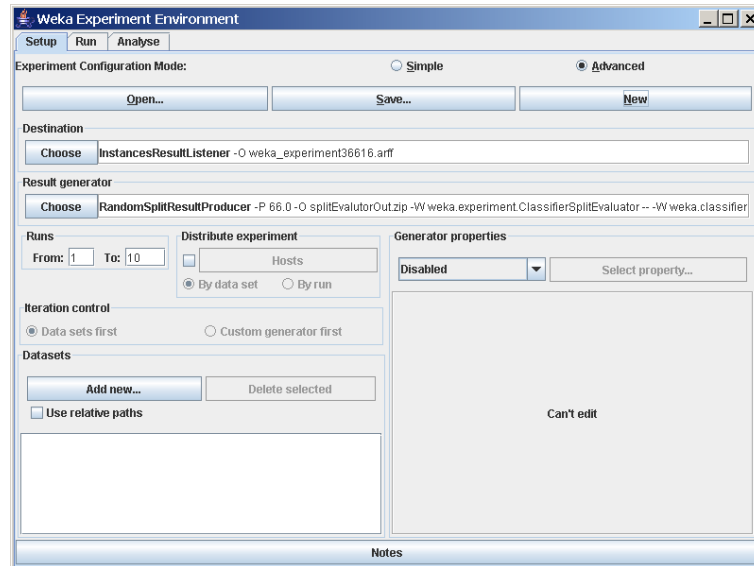 Weka Experiment Environment
Setup Run Analyse
Experiment Configuration Mode: Simple Advanced
Open... Save... New
Destination
Choose InstancesResultListener -O weka_experiment36616.arff
Result generator
Choose RandomSplitResultProducer -P 66.0 -O splitEvalutorOut.zip -W weka.experiment.ClassifierSplitEvaluator -- -W weka.classifier
Runs
From: 1 To: 10
Distribute experiment
Hosts
By data set By run
Generator properties
Disabled Select property...
Iteration control
Data sets first Custom generator first
Datasets
Add new... Delete selected
Use relative paths
Can't edit
Notes